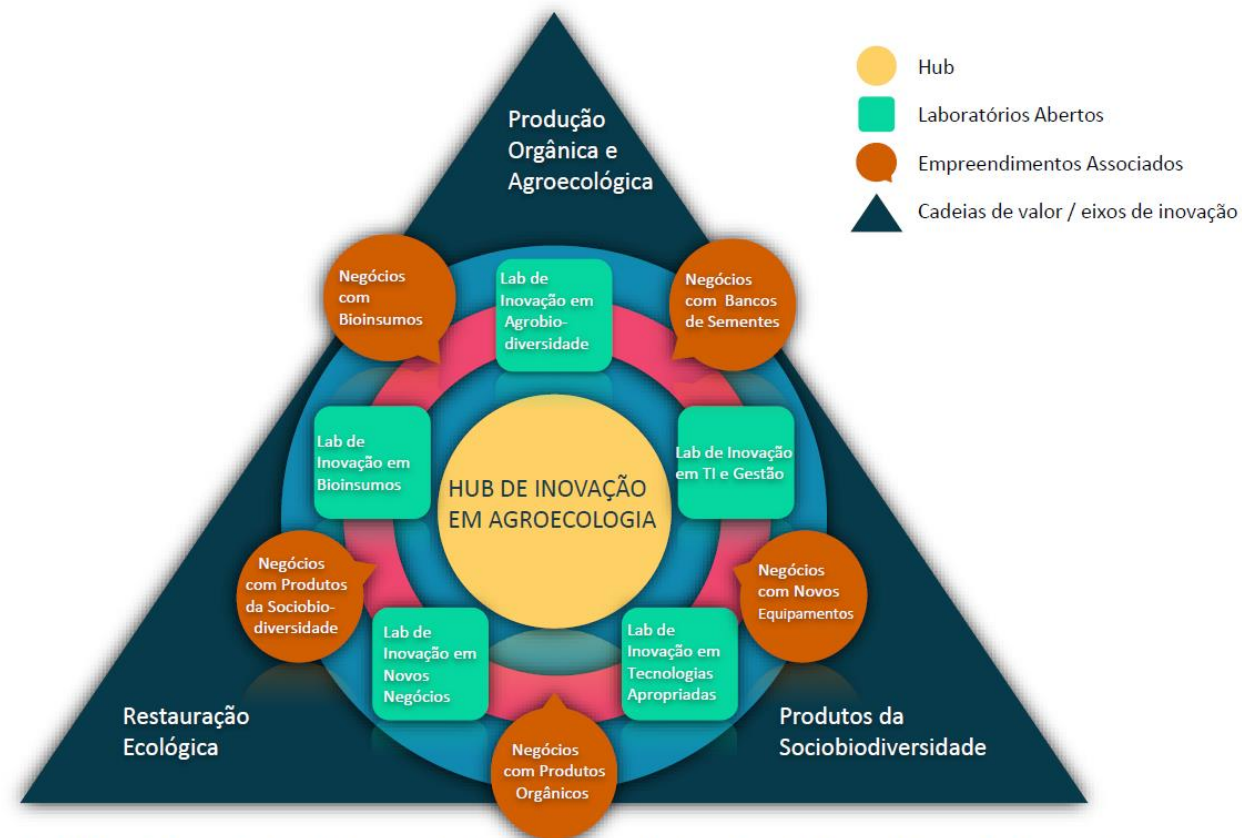 Produção
Orgânica e
Agroecológica
Hub
Laboratórios Abertos
Empreendimentos Associados
Cadeias de valor / eixos de inovação
Negócios
com
Bioinsumos
Lab de
Inovação em
Agrobio-
diversidade
Negócios
com Bancos
de Sementes
Lab de
Inovação em
Bioinsumos
HUB DE INOVAÇÃO
EM AGROECOLOGIA
Lab de Inovação
em TI e Gestão
Negócios
com Produtos
da Sociobio-
diversidade
Lab de
Inovação em
Novos
Negócios
Lab de
Inovação em
Tecnologias
Apropriadas
Negócios
com Novos
Equipamentos
Restauração
Ecológica
Negócios
com Produtos
Orgânicos
Produtos da
Sociobiodiversidade